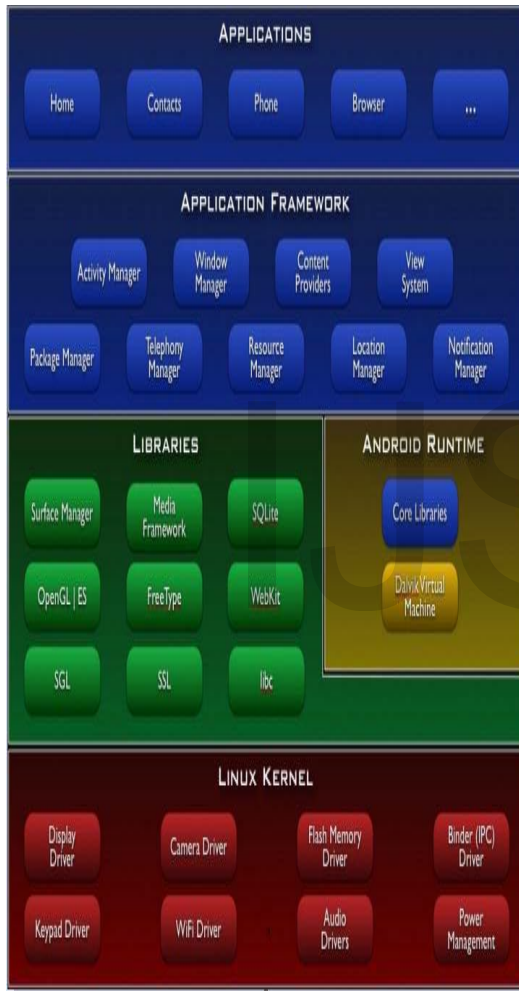 APPLICATIONS
Home Contacts Phone Browser ...
APPLICATION FRAMEWORK
Activity Manager Window Manager Content Providers View System
Package Manager Telephony Manager Resource Manager Location Manager Notification Manager
LIBRARIES
Surface Manager Media Framework SQLite
OpenGL | ES FreeType WebKit
SGL SSL libc
ANDROID RUNTIME
Core Libraries
Dalvik Virtual Machine
LINUX KERNEL
Display Driver Camera Driver Flash Memory Driver Binder (IPC) Driver
Keypad Driver WiFi Driver Audio Drivers Power Management